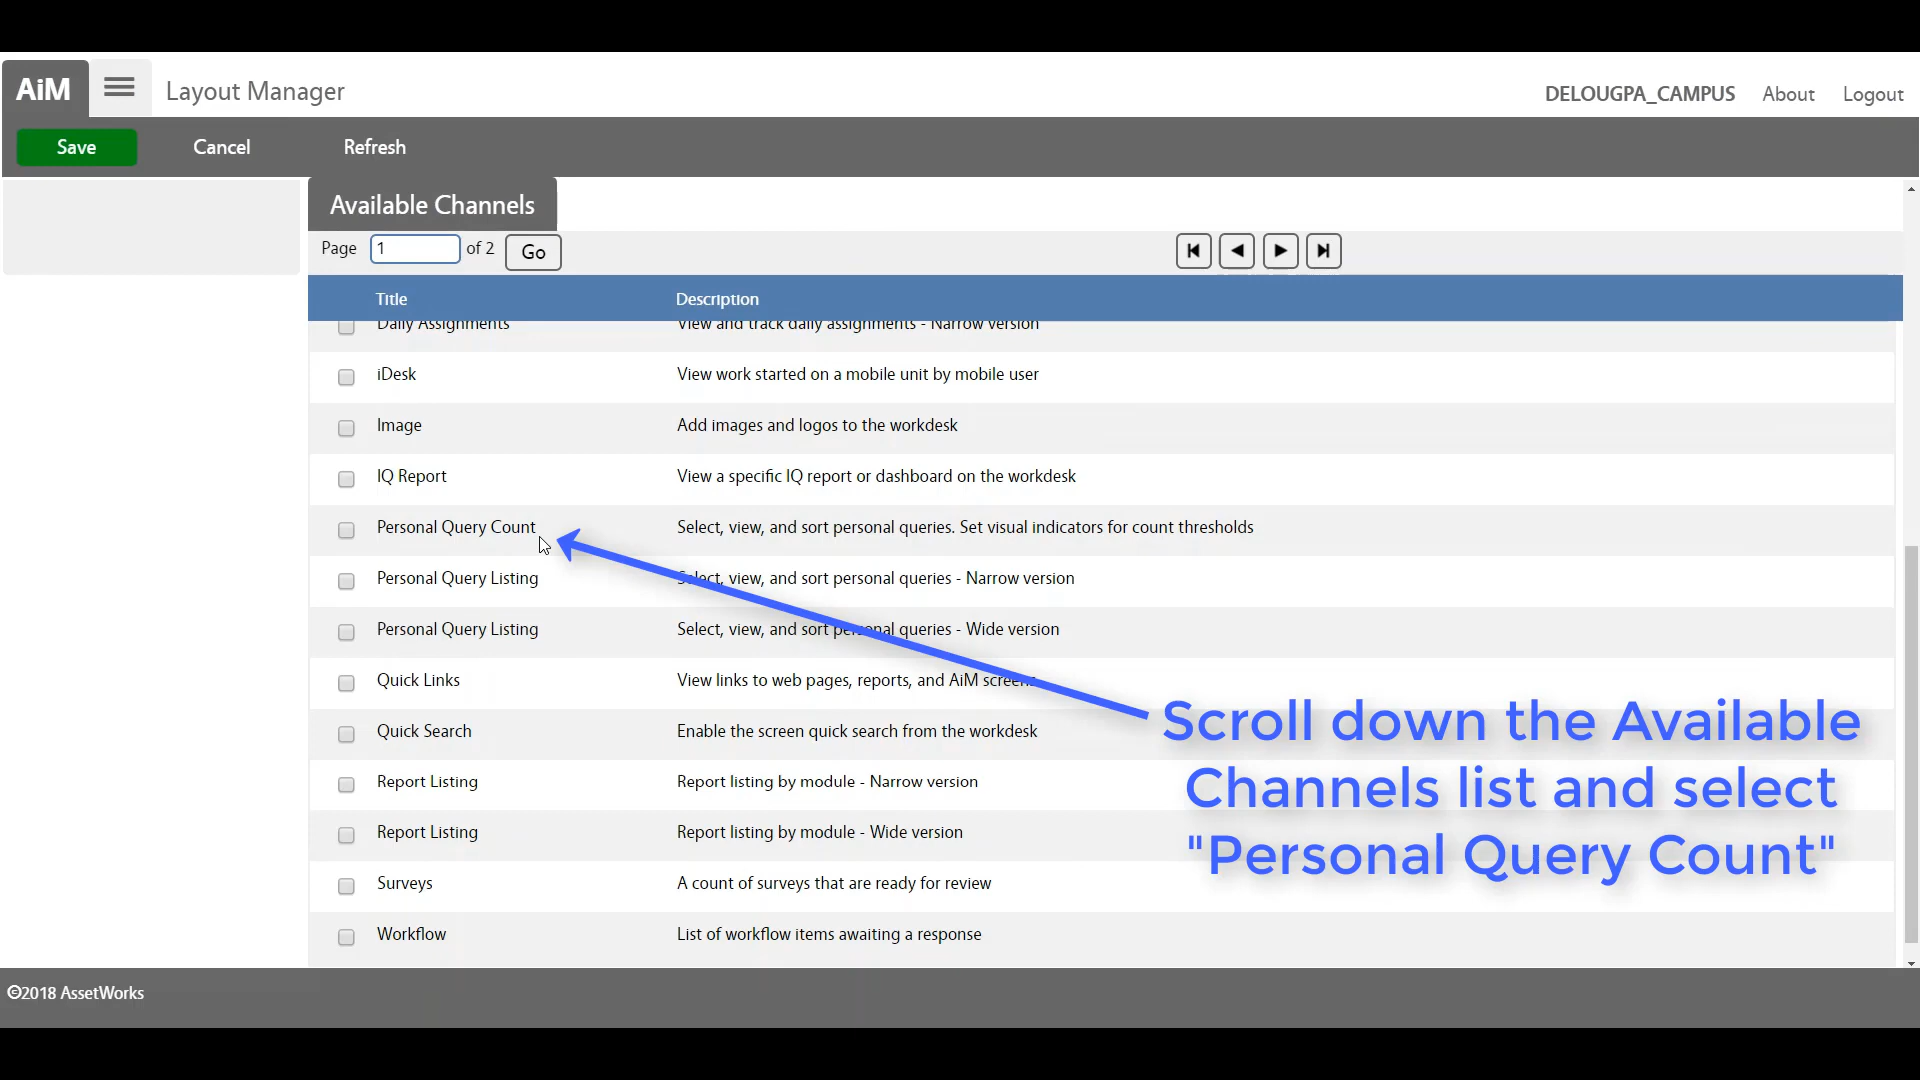 AiM
Layout Manager
DELOUGPA_CAMPUS About Logout
Save Cancel Refresh
Available Channels
Page 1 of 2 Go
Title Description
Daily Assignments View and track daily assignments - Narrow version
iDesk View work started on a mobile unit by mobile user
Image Add images and logos to the workdesk
IQ Report View a specific IQ report or dashboard on the workdesk
Personal Query Count Select, view, and sort personal queries. Set visual indicators for count thresholds
Personal Query Listing Select, view, and sort personal queries - Narrow version
Personal Query Listing Select, view, and sort personal queries - Wide version
Quick Links View links to web pages, reports, and AiM screens
Quick Search Enable the screen quick search from the workdesk
Report Listing Report listing by module - Narrow version
Report Listing Report listing by module - Wide version
Surveys A count of surveys that are ready for review
Workflow List of workflow items awaiting a response
Scroll down the Available
Channels list and select
"Personal Query Count"
©2018 AssetWorks